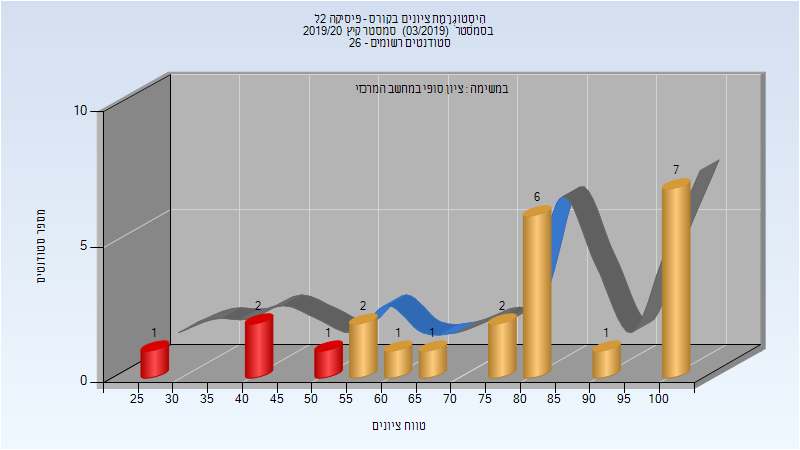 היסטוגרמת ציונים בקורס - פיסיקה 2ל
בסמסטר (03/2019) סמסטר קיץ 2019/20
סטודנטים רשומים - 26
במשימה : ציון סופי במחשב המרכזי
מספר סטודנטים
10
5
0
1
2
1
2
1
1
2
6
1
7
25 30 35 40 45 50 55 60 65 70 75 80 85 90 95 100
טווח ציונים